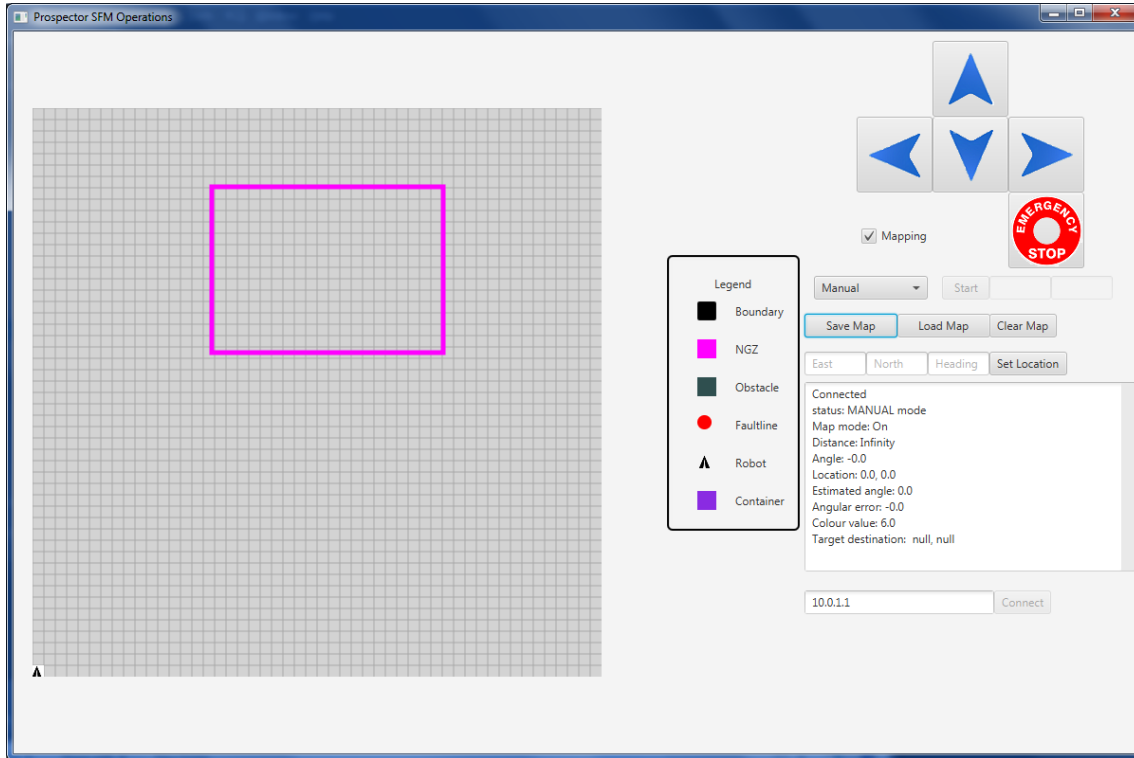 Prospector SFM Operations
EMERGENCY
STOP
Mapping
Legend
Boundary
NGZ
Obstacle
Faultline
Robot
Container
Manual
Start
Save Map
Load Map
Clear Map
East
North
Heading
Set Location
Connected
status: MANUAL mode
Map mode: On
Distance: Infinity
Angle: -0.0
Location: 0.0, 0.0
Estimated angle: 0.0
Angular error: -0.0
Colour value: 6.0
Target destination:  null, null
10.0.1.1
Connect